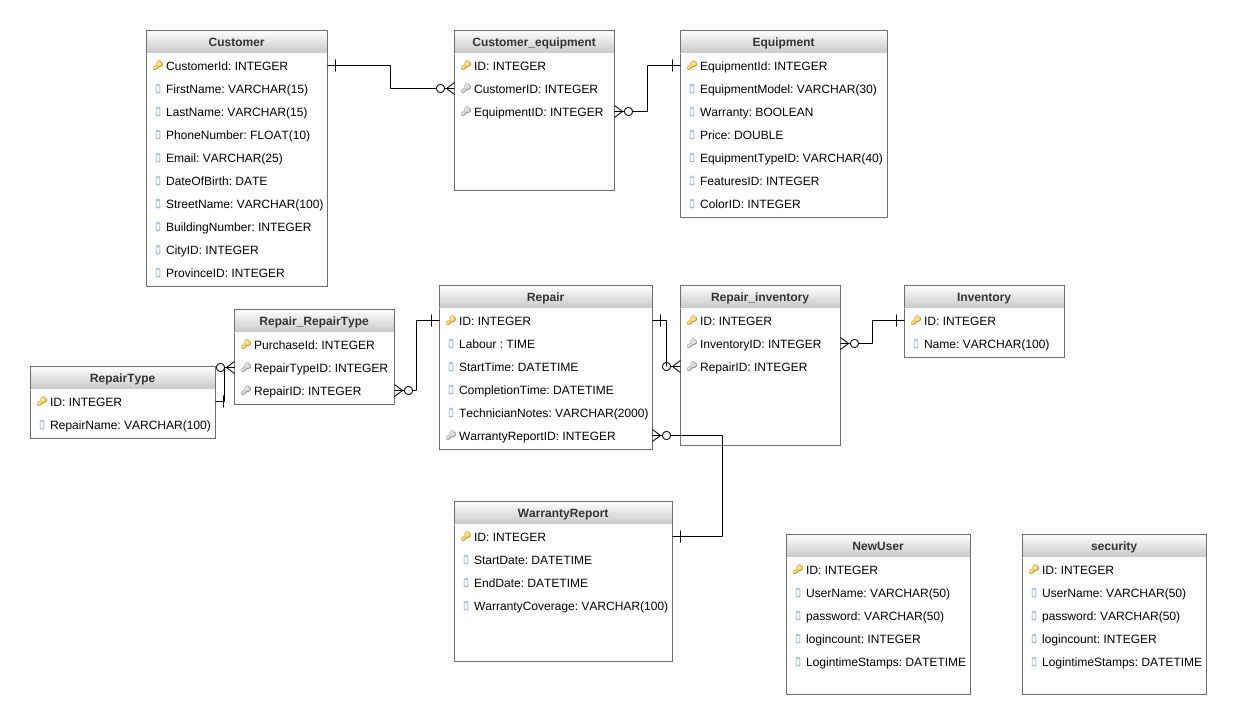 Customer
CustomerId: INTEGER
FirstName: VARCHAR(15)
LastName: VARCHAR(15)
PhoneNumber: FLOAT(10)
Email: VARCHAR(25)
DateOfBirth: DATE
StreetName: VARCHAR(100)
BuildingNumber: INTEGER
CityID: INTEGER
ProvinceID: INTEGER
Customer_equipment
ID: INTEGER
CustomerID: INTEGER
EquipmentID: INTEGER
Equipment
EquipmentId: INTEGER
EquipmentModel: VARCHAR(30)
Warranty: BOOLEAN
Price: DOUBLE
EquipmentTypeID: VARCHAR(40)
FeaturesID: INTEGER
ColorID: INTEGER
RepairType
ID: INTEGER
RepairName: VARCHAR(100)
Repair_RepairType
PurchaseId: INTEGER
RepairTypeID: INTEGER
RepairID: INTEGER
Repair
ID: INTEGER
Labour : TIME
StartTime: DATETIME
CompletionTime: DATETIME
TechnicianNotes: VARCHAR(2000)
WarrantyReportID: INTEGER
Repair_inventory
ID: INTEGER
InventoryID: INTEGER
RepairID: INTEGER
Inventory
ID: INTEGER
Name: VARCHAR(100)
WarrantyReport
ID: INTEGER
StartDate: DATETIME
EndDate: DATETIME
WarrantyCoverage: VARCHAR(100)
NewUser
ID: INTEGER
UserName: VARCHAR(50)
password: VARCHAR(50)
logincount: INTEGER
LogintimeStamps: DATETIME
security
ID: INTEGER
UserName: VARCHAR(50)
password: VARCHAR(50)
logincount: INTEGER
LogintimeStamps: DATETIME